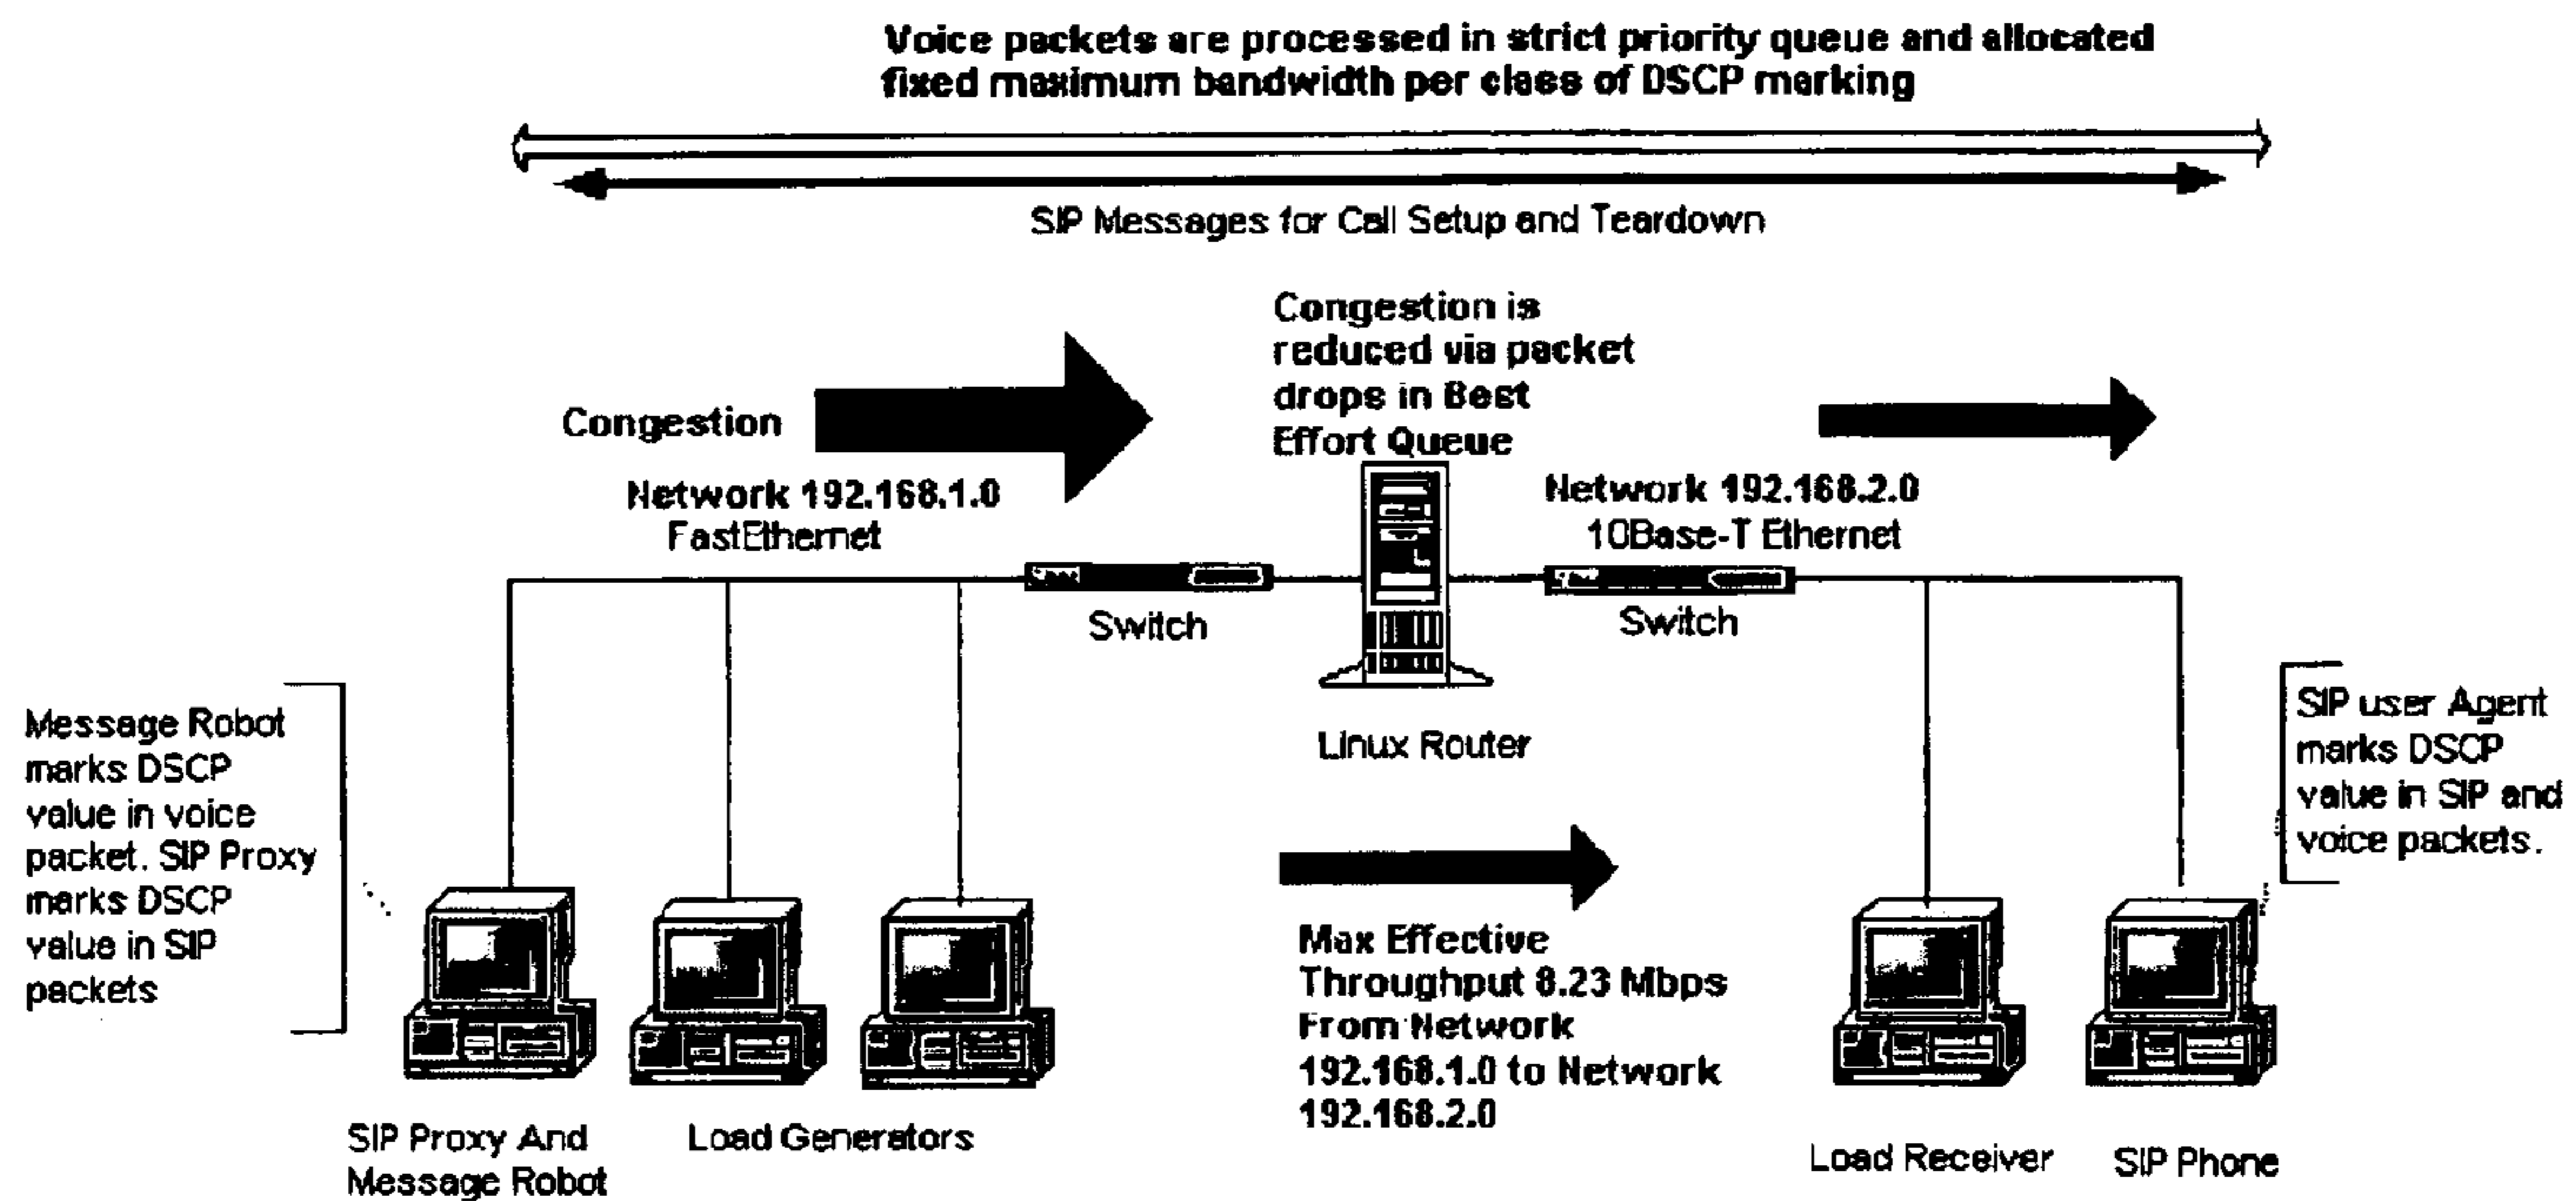 Voice packets are processed in strict priority queue and allocated
fixed maximum bandwidth per class of DSCP marking
SIP Messages for Call Setup and Teardown
Congestion is
reduced via packet
drops in Best
Effort Queue
Congestion
Network 192.168.1.0
FastEthernet
Network 192.168.2.0
10Base-T Ethernet
Switch
Switch
Linux Router
Message Robot
marks DSCP
value in voice
packet. SIP Proxy
marks DSCP
value in SIP
packets
SIP user Agent
marks DSCP
value in SIP and
voice packets.
Max Effective
Throughput 8.23 Mbps
From Network
192.168.1.0 to Network
192.168.2.0
SIP Proxy And
Message Robot
Load Generators
Load Receiver
SIP Phone